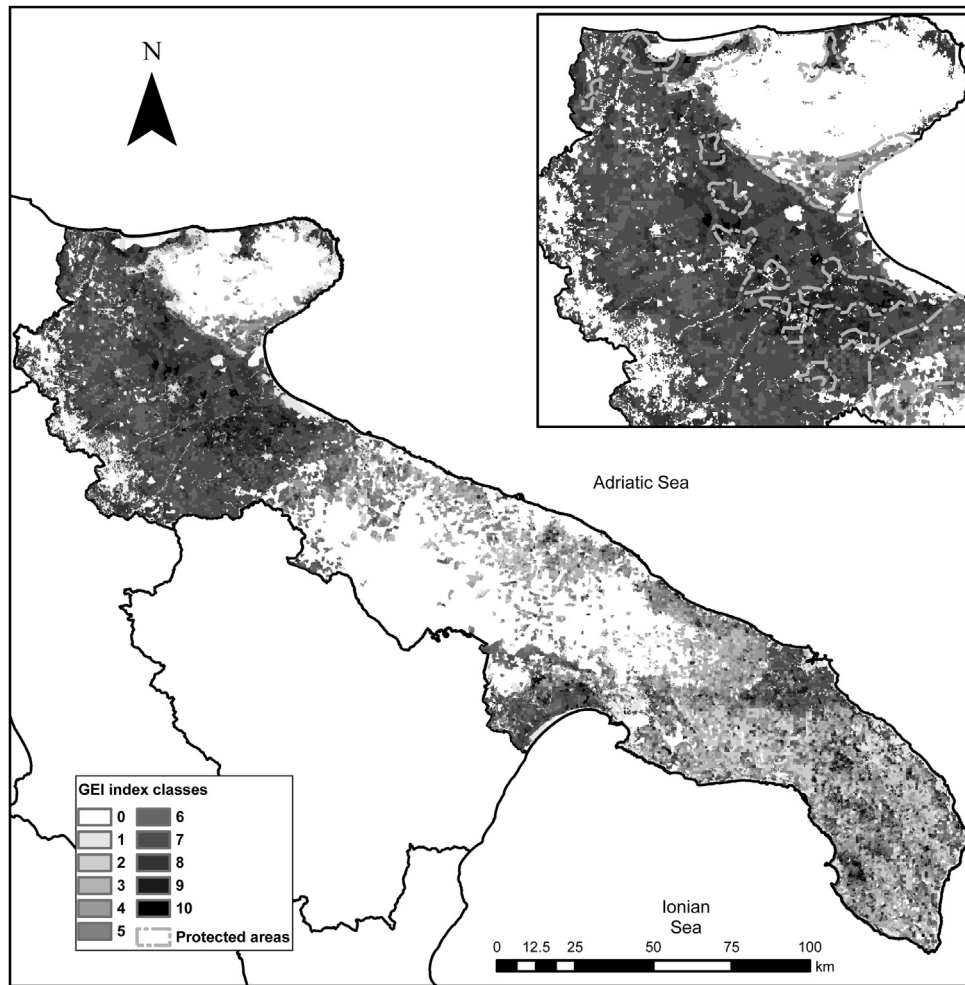 N
Adriatic Sea
GEI index classes
0 6
1 7
2 8
3 9
4 10
5 Protected areas
Ionian
Sea
0 12.5 25 50 75 100
km